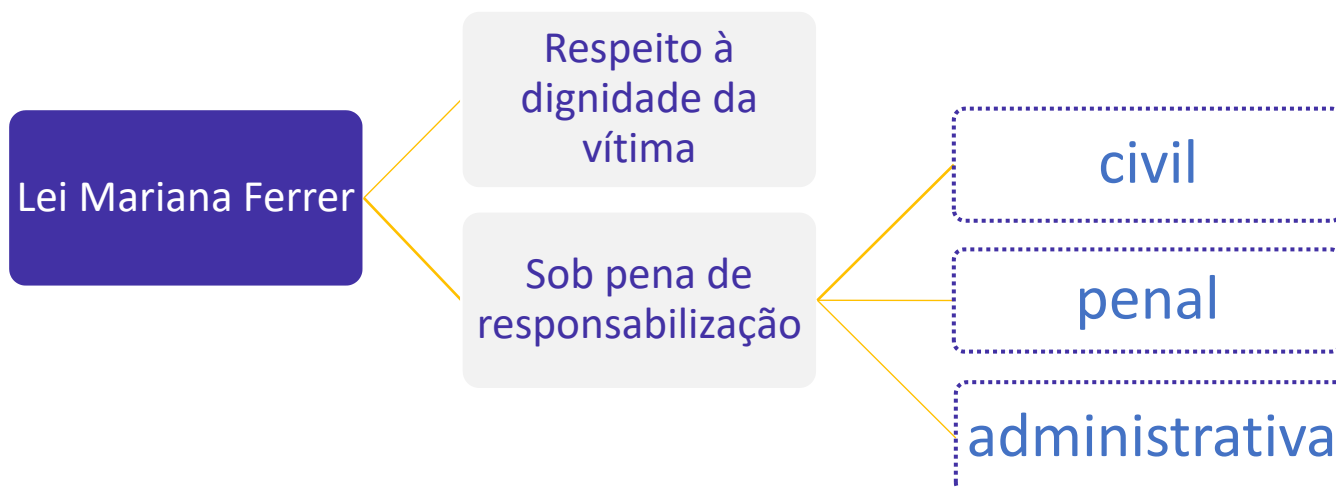 Lei Mariana Ferrer
Respeito à
dignidade da
vítima
Sob pena de
responsabilização
civil
penal
administrativa